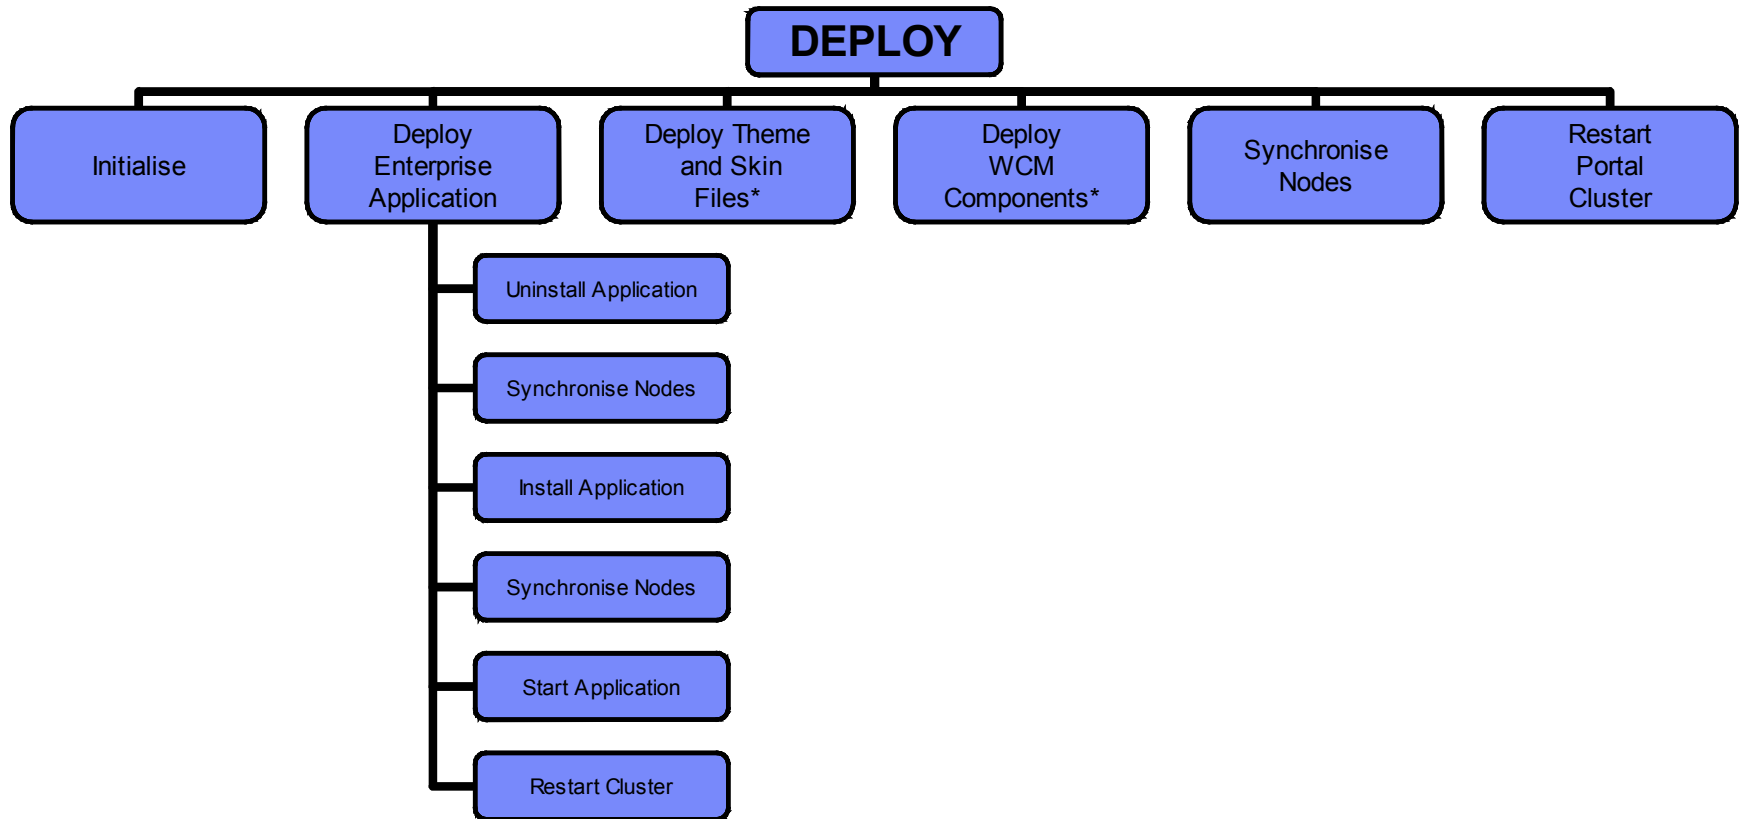 DEPLOY
Initialise
Deploy
Enterprise
Application
Deploy Theme
and Skin
Files*
Deploy
WCM
Components*
Synchronise
Nodes
Restart
Portal
Cluster
Uninstall Application
Synchronise Nodes
Install Application
Synchronise Nodes
Start Application
Restart Cluster